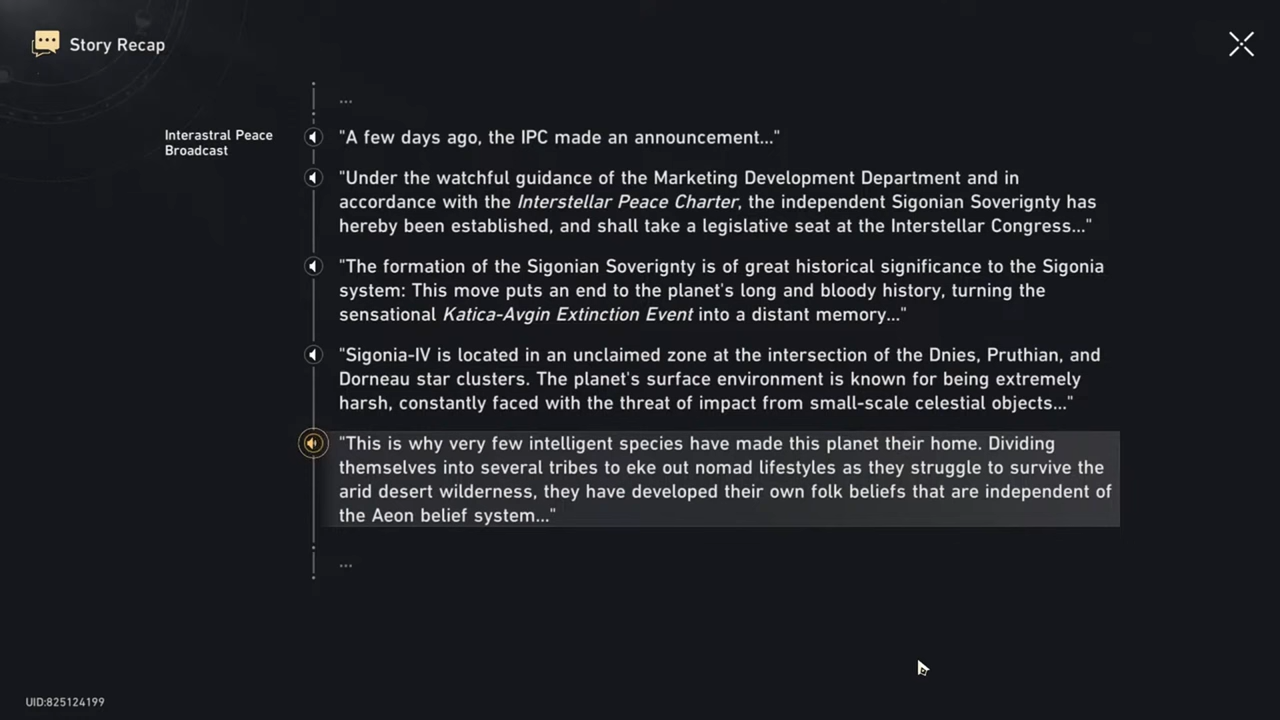 Story Recap
...
Interastral Peace
Broadcast
"A few days ago, the IPC made an announcement..."
"Under the watchful guidance of the Marketing Development Department and in
accordance with the Interstellar Peace Charter, the independent Sigonian Soverignty has
hereby been established, and shall take a legislative seat at the Interstellar Congress..."
"The formation of the Sigonian Soverignty is of great historical significance to the Sigonia
system: This move puts an end to the planet's long and bloody history, turning the
sensational Katica-Avgin Extinction Event into a distant memory..."
"Sigonia-IV is located in an unclaimed zone at the intersection of the Dnies, Pruthian, and
Dorneau star clusters. The planet's surface environment is known for being extremely
harsh, constantly faced with the threat of impact from small-scale celestial objects..."
"This is why very few intelligent species have made this planet their home. Dividing
themselves into several tribes to eke out nomad lifestyles as they struggle to survive the
arid desert wilderness, they have developed their own folk beliefs that are independent of
the Aeon belief system..."
...
UID:825124199